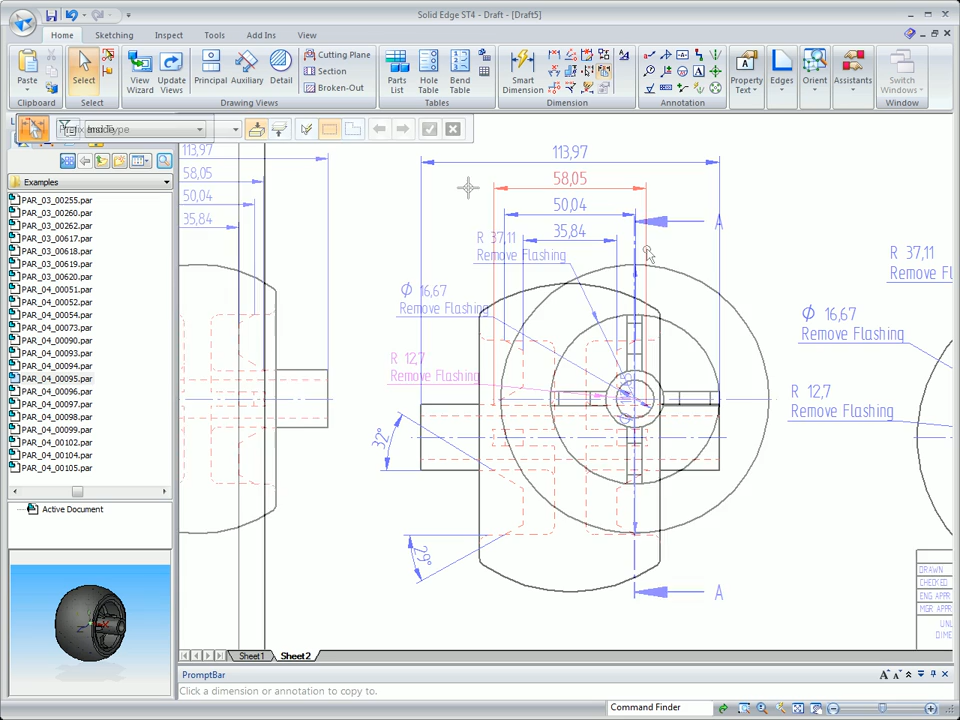 Solid Edge ST4 - Draft - [Draft5]
Home
Sketching
Inspect
Tools
Add Ins
View
Paste
Clipboard
Select
Select
View
Wizard
Update
Views
Principal
Auxiliary
Detail
Cutting Plane
Section
Broken-Out
Drawing Views
Parts
List
Hole
Table
Bend
Table
Tables
Smart
Dimension
Dimension
Annotation
Property
Text
Edges
Orient
Assistants
Switch
Windows
Window
Examples
PAR_03_00255.par
PAR_03_00260.par
PAR_03_00262.par
PAR_03_00617.par
PAR_03_00618.par
PAR_03_00619.par
PAR_03_00620.par
PAR_04_00051.par
PAR_04_00052.par
PAR_04_00054.par
PAR_04_00073.par
PAR_04_00090.par
PAR_04_00093.par
PAR_04_00094.par
PAR_04_00095.par
PAR_04_00096.par
PAR_04_00097.par
PAR_04_00098.par
PAR_04_00099.par
PAR_04_00102.par
PAR_04_00104.par
PAR_04_00105.par
Active Document
113,97
58,05
50,04
35,84
113,97
58,05
50,04
35,84
A
R 37,11
Remove Flashing
Ø 16,67
Remove Flashing
R 12,7
Remove Flashing
32°
29°
A
R 37,11
Remove Fl
Ø 16,67
Remove Flashing
R 12,7
Remove Flashing
DRAWN
CHECKED
ENG APPR
MGR APPR
UNL
DIME
Sheet1
Sheet2
PromptBar
Click a dimension or annotation to copy to.
Command Finder